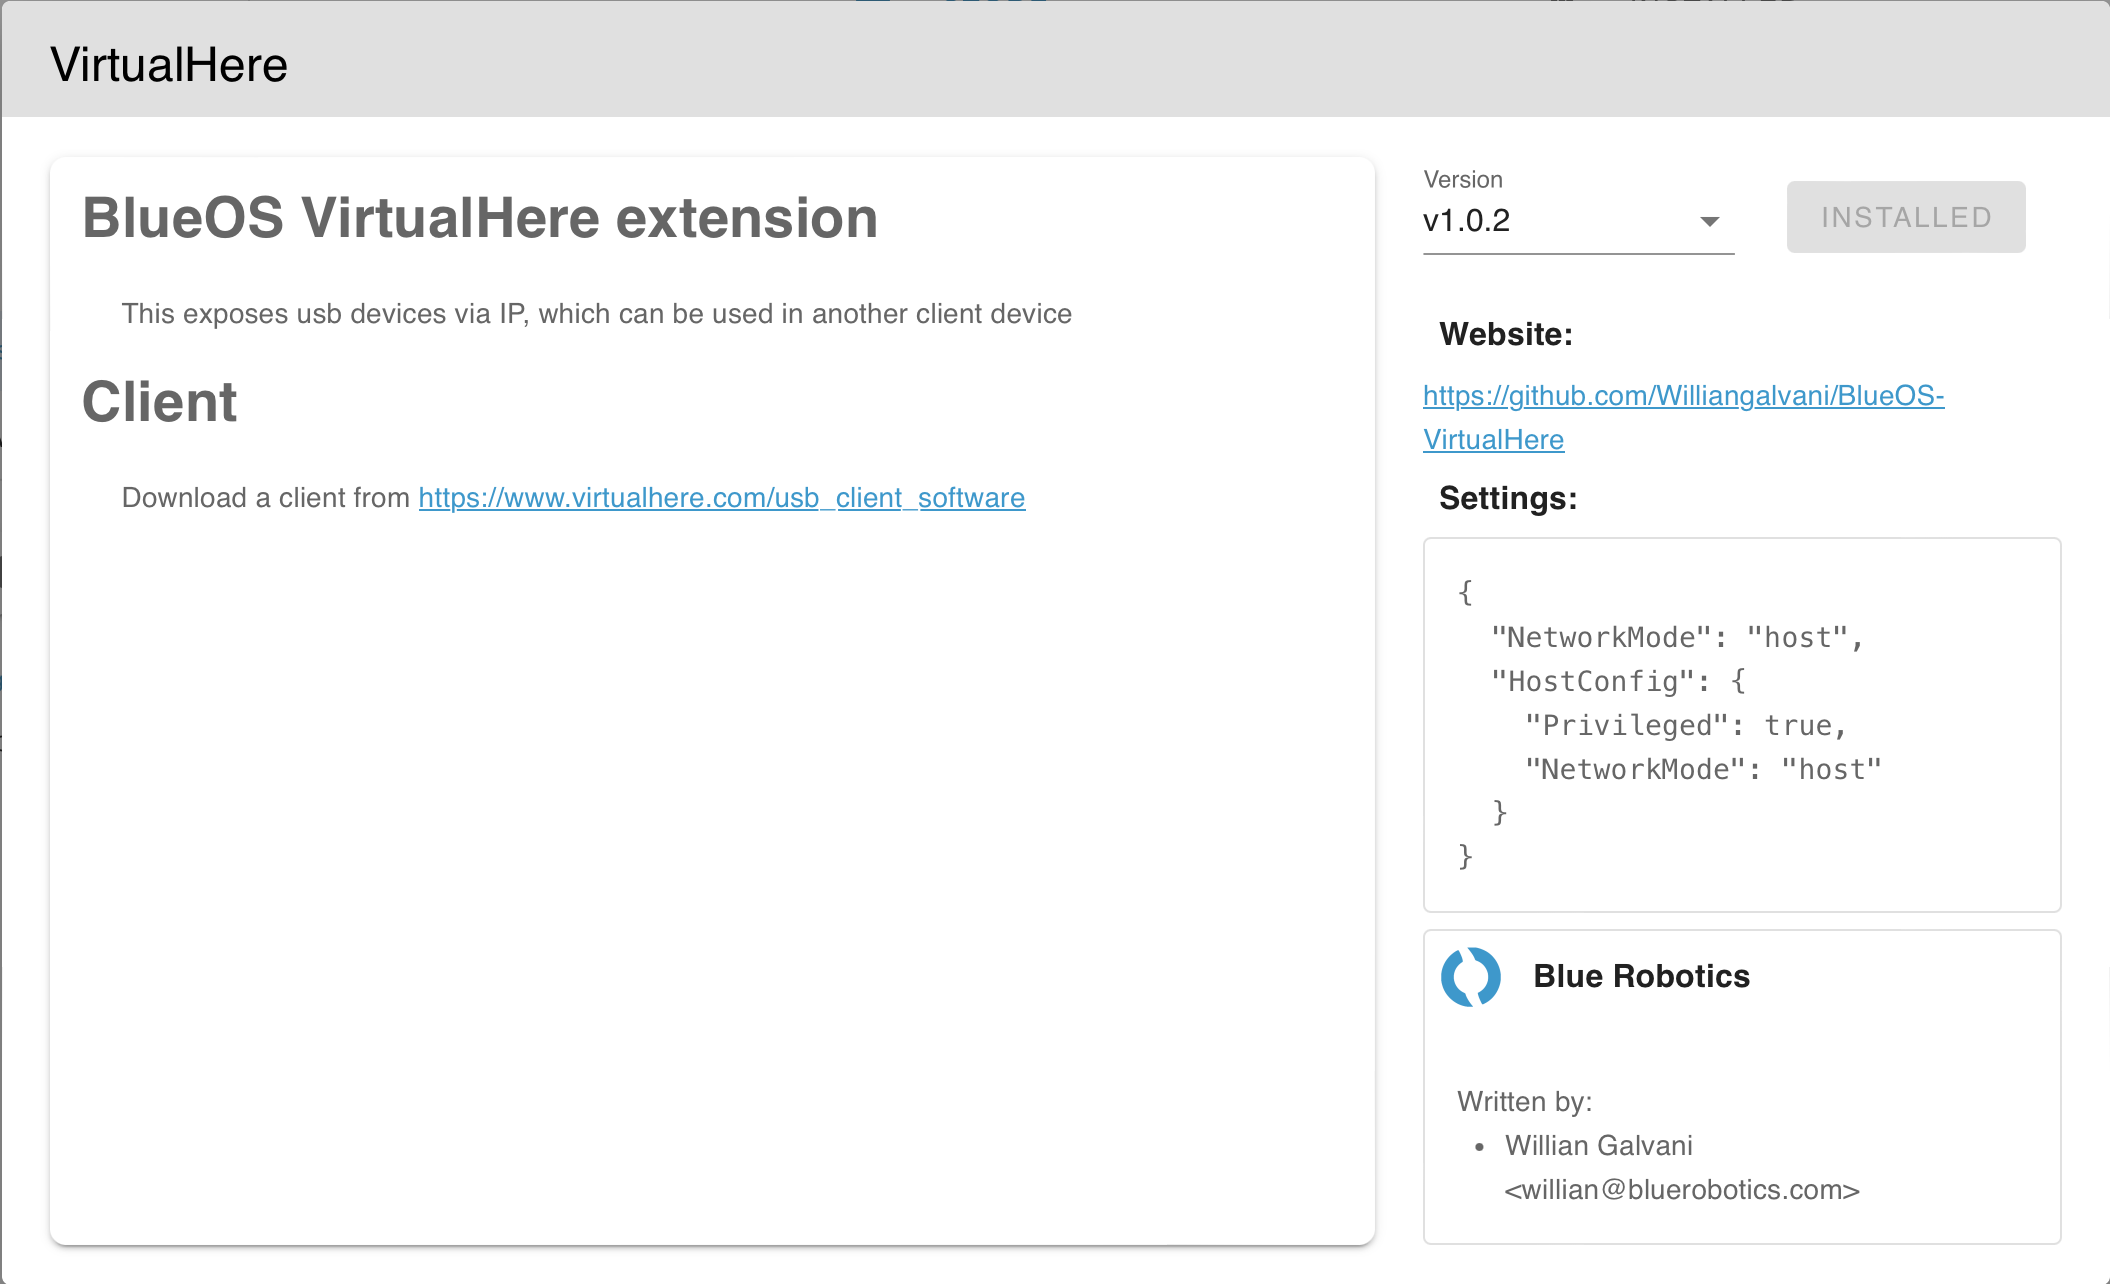 VirtualHere
BlueOS VirtualHere extension
This exposes usb devices via IP, which can be used in another client device
Client
Download a client from https://www.virtualhere.com/usb_client_software
Version
v1.0.2
INSTALLED
Website:
https://github.com/Williangalvani/BlueOS-
VirtualHere
Settings:
{
"NetworkMode": "host",
"HostConfig": {
"Privileged": true,
"NetworkMode": "host"
}
}
Blue Robotics
Written by:
• Willian Galvani
<willian@bluerobotics.com>